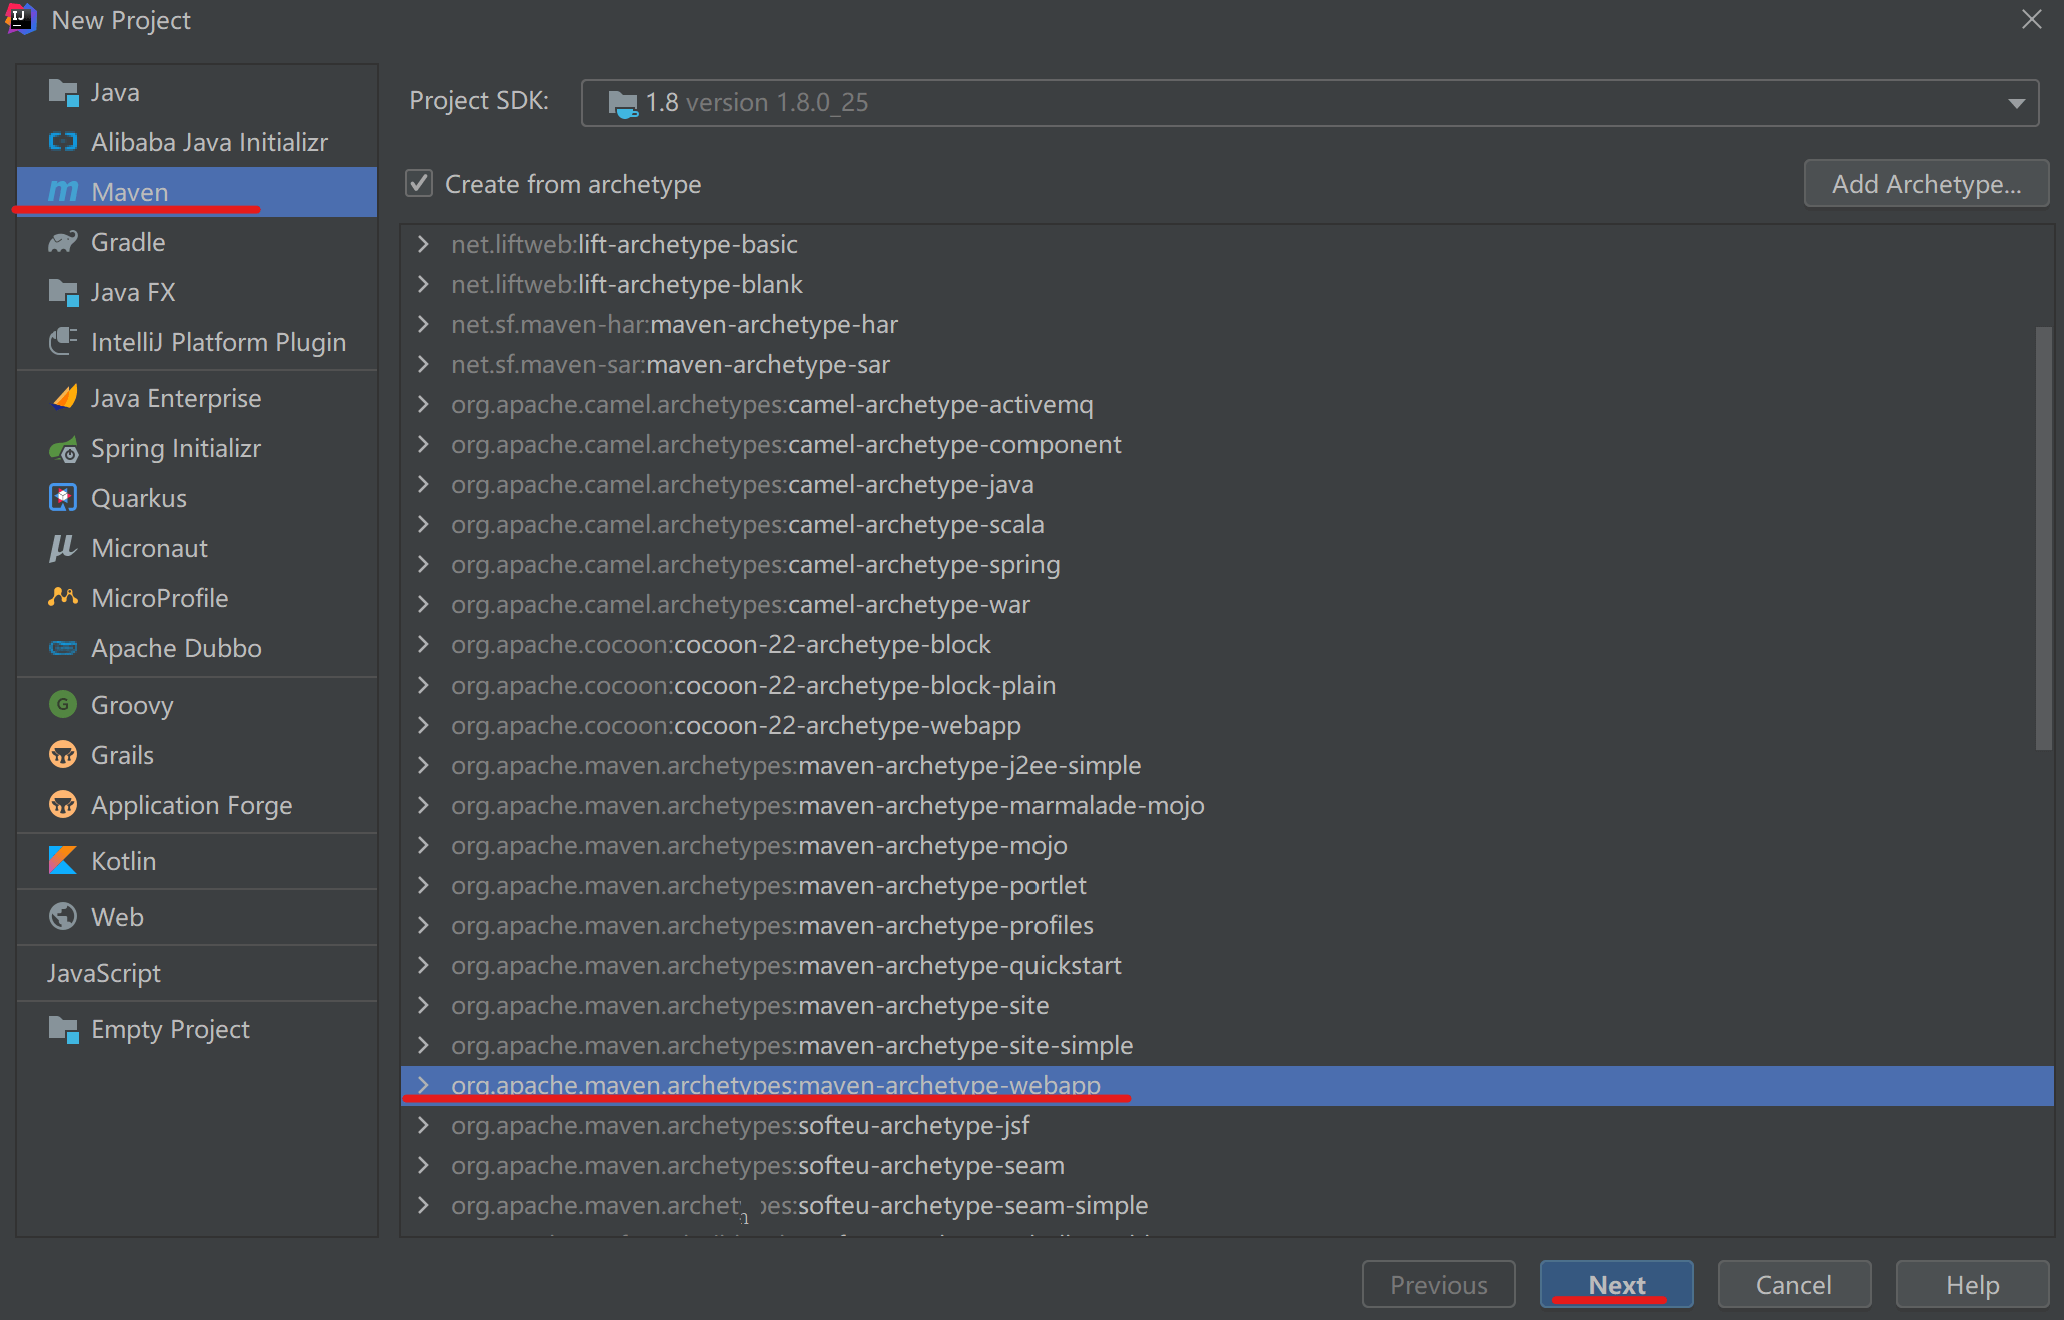 New Project
Java
Alibaba Java Initializr
Maven
Gradle
Java FX
IntelliJ Platform Plugin
Java Enterprise
Spring Initializr
Quarkus
Micronaut
MicroProfile
Apache Dubbo
Groovy
Grails
Application Forge
Kotlin
Web
JavaScript
Empty Project
Project SDK: 1.8 version 1.8.0_25
Create from archetype
Add Archetype...
net.liftweb:lift-archetype-basic
net.liftweb:lift-archetype-blank
net.sf.maven-har:maven-archetype-har
net.sf.maven-sar:maven-archetype-sar
org.apache.camel.archetypes:camel-archetype-activemq
org.apache.camel.archetypes:camel-archetype-component
org.apache.camel.archetypes:camel-archetype-java
org.apache.camel.archetypes:camel-archetype-scala
org.apache.camel.archetypes:camel-archetype-spring
org.apache.camel.archetypes:camel-archetype-war
org.apache.cocoon:cocoon-22-archetype-block
org.apache.cocoon:cocoon-22-archetype-block-plain
org.apache.cocoon:cocoon-22-archetype-webapp
org.apache.maven.archetypes:maven-archetype-j2ee-simple
org.apache.maven.archetypes:maven-archetype-marmalade-mojo
org.apache.maven.archetypes:maven-archetype-mojo
org.apache.maven.archetypes:maven-archetype-portlet
org.apache.maven.archetypes:maven-archetype-profiles
org.apache.maven.archetypes:maven-archetype-quickstart
org.apache.maven.archetypes:maven-archetype-site
org.apache.maven.archetypes:maven-archetype-site-simple
org.apache.maven.archetypes:maven-archetype-webapp
org.apache.maven.archetypes:softeu-archetype-jsf
org.apache.maven.archetypes:softeu-archetype-seam
org.apache.maven.archetypes:softeu-archetype-seam-simple
Previous
Next
Cancel
Help